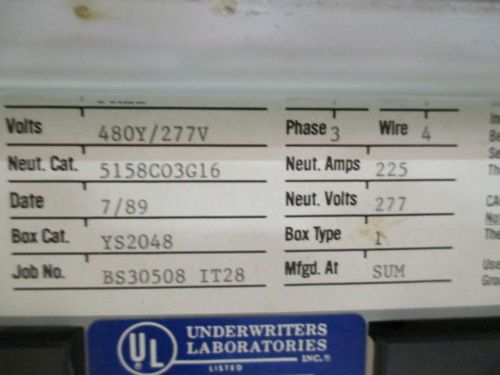 Volts 480Y/277V Phase 3 Wire 4
Neut. Cat. 5158C03G16 Neut. Amps 225
Date 7/89 Neut. Volts 277
Box Cat. YS2048 Box Type 1
Job No. BS30508 IT28 Mfgd. At SUM
UL UNDERWRITERS
LABORATORIES
INC.®
LISTED